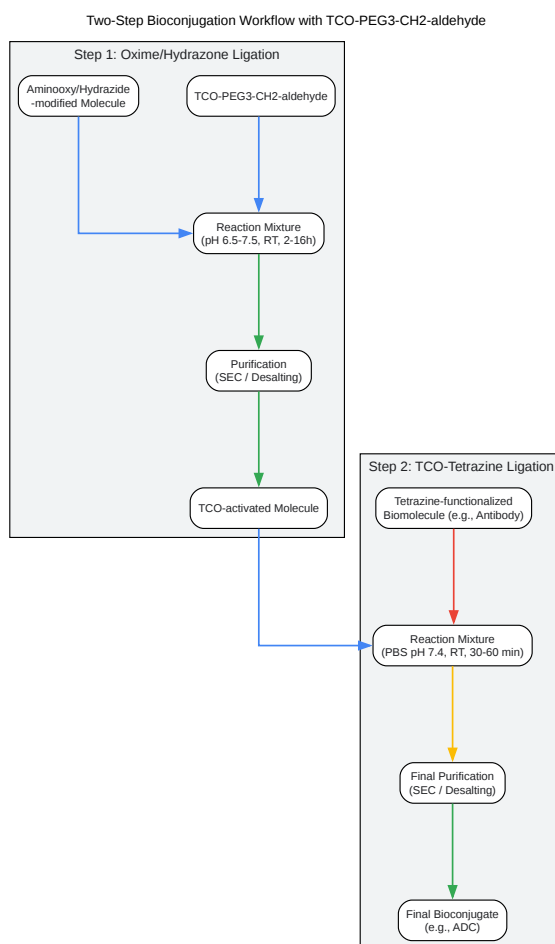 Two-Step Bioconjugation Workflow with TCO-PEG3-CH2-aldehyde
Step 1: Oxime/Hydrazone Ligation
Aminooxy/Hydrazide
-modified Molecule
TCO-PEG3-CH2-aldehyde
Reaction Mixture
(pH 6.5-7.5, RT, 2-16h)
Purification
(SEC / Desalting)
TCO-activated Molecule
Step 2: TCO-Tetrazine Ligation
Tetrazine-functionalized
Biomolecule (e.g., Antibody)
Reaction Mixture
(PBS pH 7.4, RT, 30-60 min)
Final Purification
(SEC / Desalting)
Final Bioconjugate
(e.g., ADC)